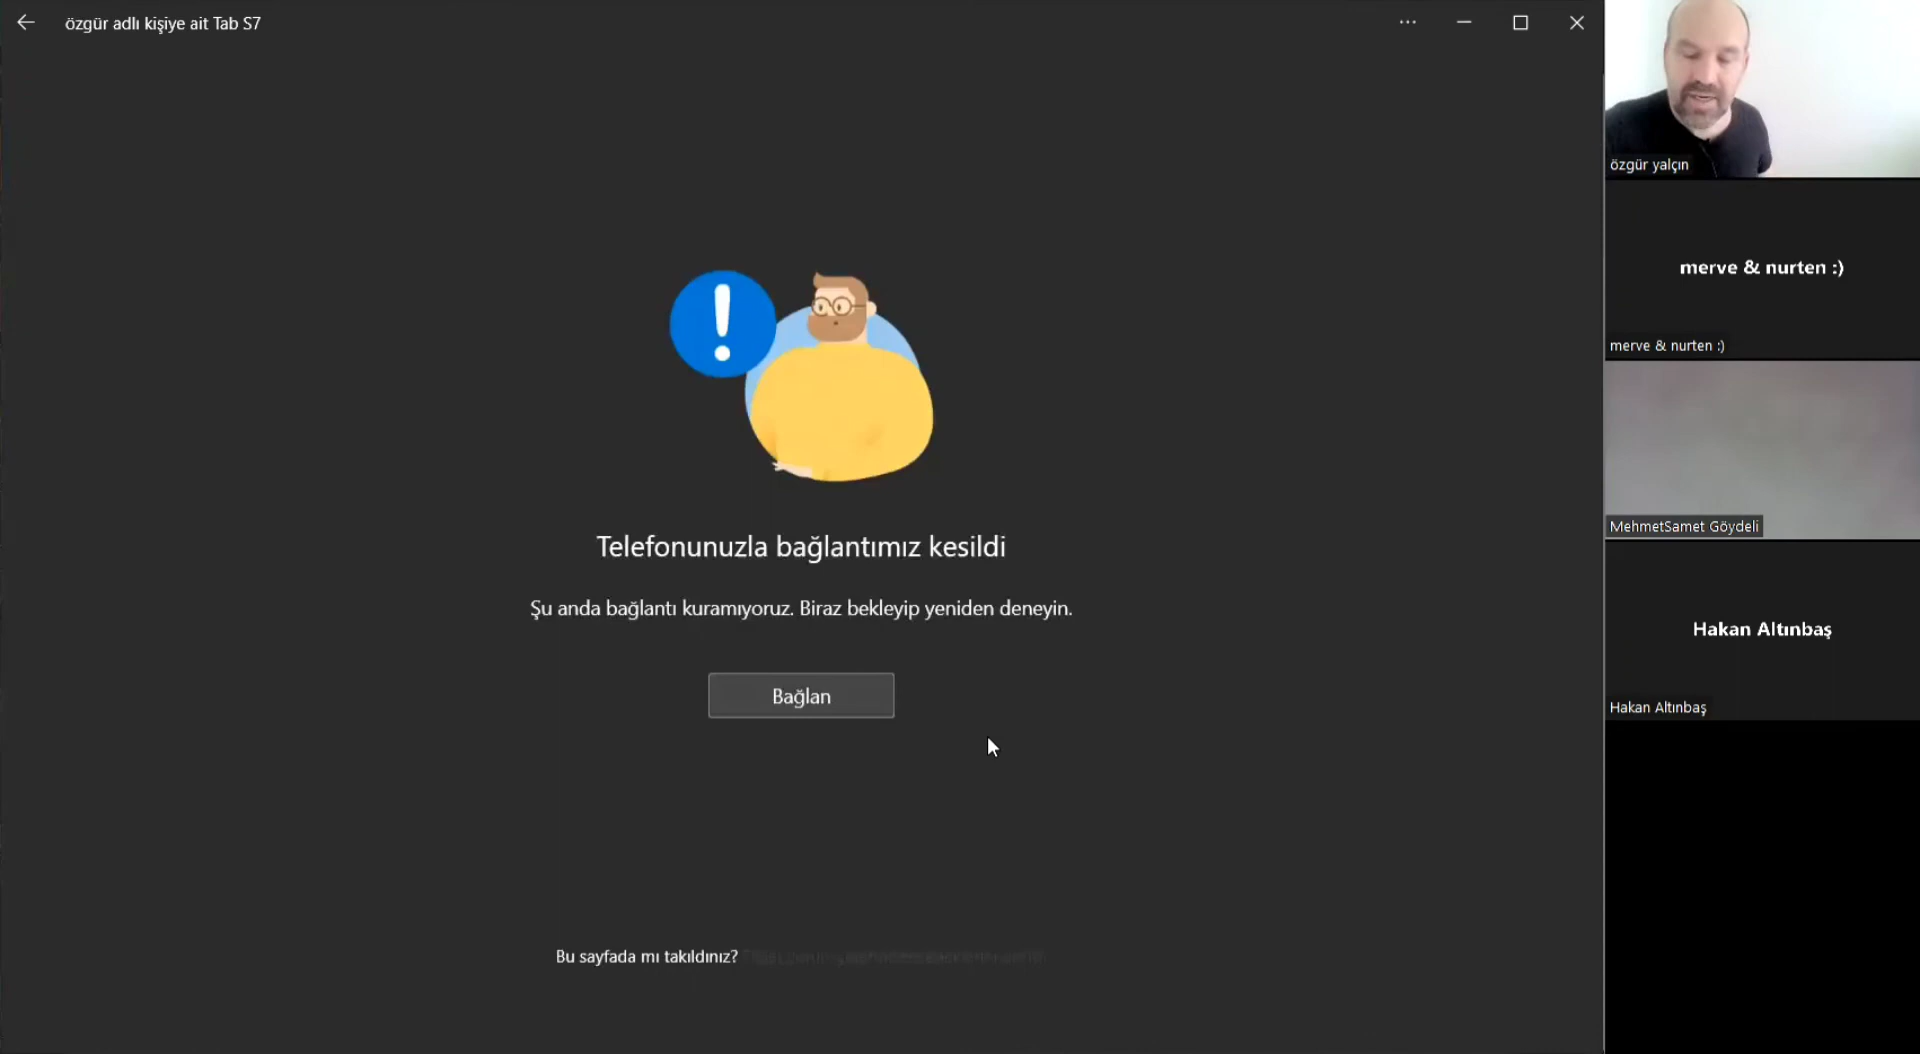 özgür adlı kişiye ait Tab S7
Telefonunuzla bağlantımız kesildi
Şu anda bağlantı kuramıyoruz. Biraz bekleyip yeniden deneyin.
Bağlan
Bu sayfada mı takıldınız?
özgür yalçın
merve & nurten :)
merve & nurten :)
MehmetSamet Göydeli
Hakan Altınbaş
Hakan Altınbaş